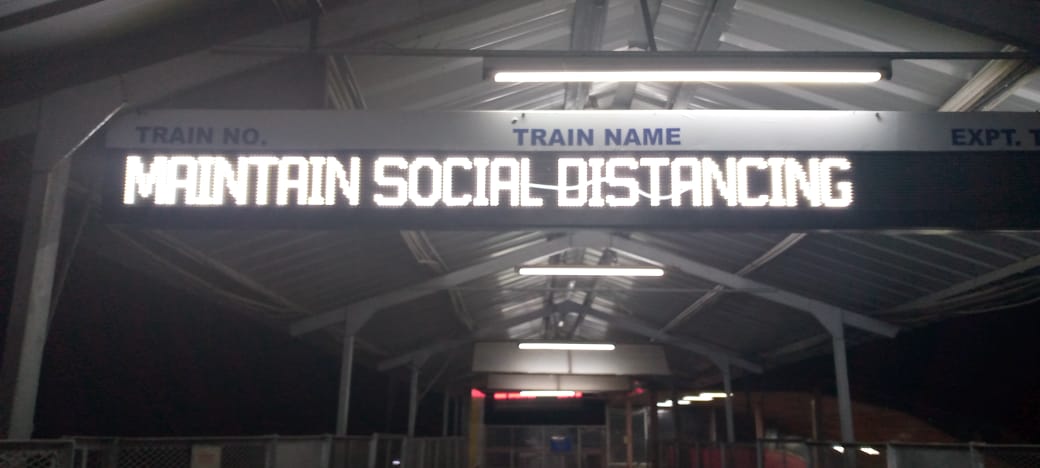 TRAIN NO. TRAIN NAME EXPT. T
MAINTAIN SOCIAL DISTANCING